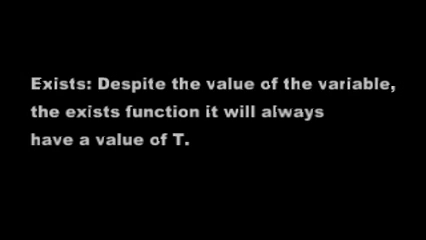 Exists: Despite the value of the variable,
the exists function it will always
have a value of T.